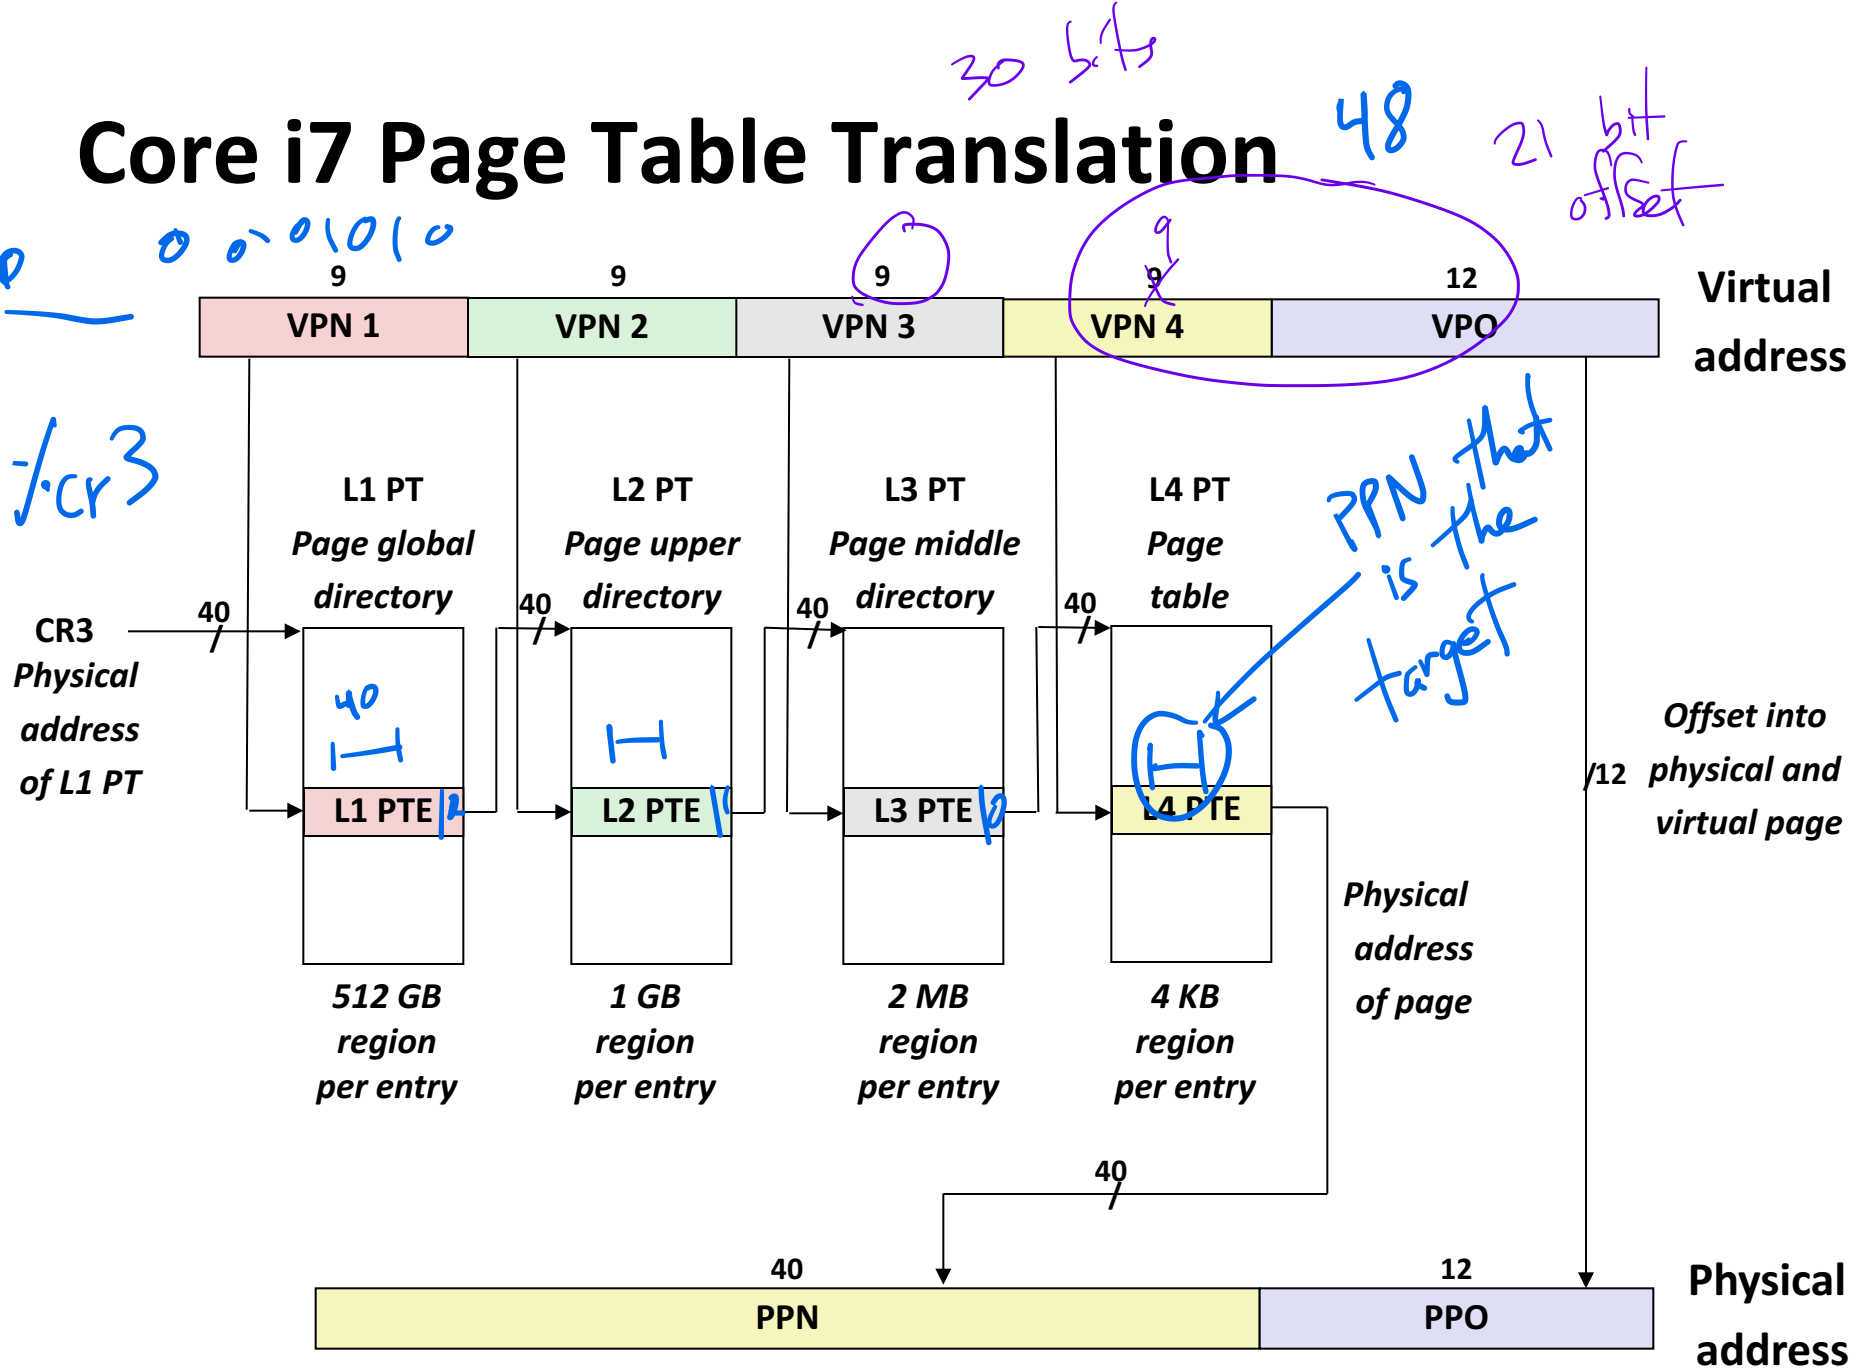 30 bits
Core i7 Page Table Translation
48
21 bit
offset
0 0 0 1 0 1 0
9 9 9 9 9 12
VPN 1 VPN 2 VPN 3 VPN 4 VPO
Virtual
address
%cr3
L1 PT
Page global
directory
L2 PT
Page upper
directory
L3 PT
Page middle
directory
L4 PT
Page
table
PPN that
is the
target
CR3
Physical
address
of L1 PT
40 40 40 40
40
L1 PTE L2 PTE L3 PTE L4 PTE
/12
Offset into
physical and
virtual page
512 GB
region
per entry
1 GB
region
per entry
2 MB
region
per entry
4 KB
region
per entry
Physical
address
of page
40
40 12
PPN PPO
Physical
address